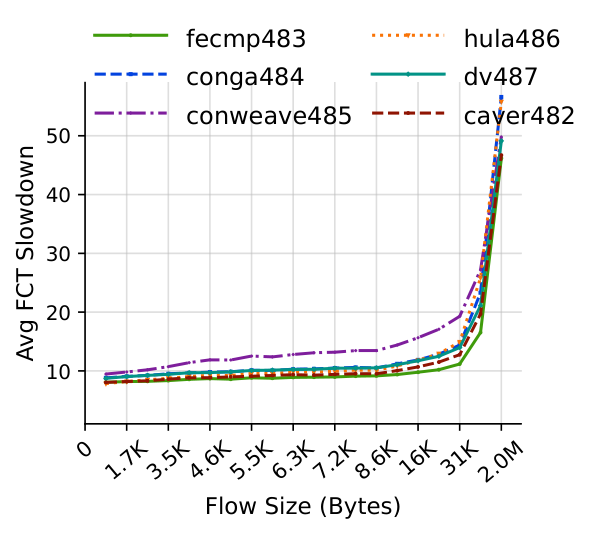 fecmp483 hula486
conga484 dv487
conweave485 caver482
50
40
30
20
10
Avg FCT Slowdown
0 1.7K 3.5K 4.6K 5.5K 6.3K 7.2K 8.6K 16K 31K 2.0M
Flow Size (Bytes)